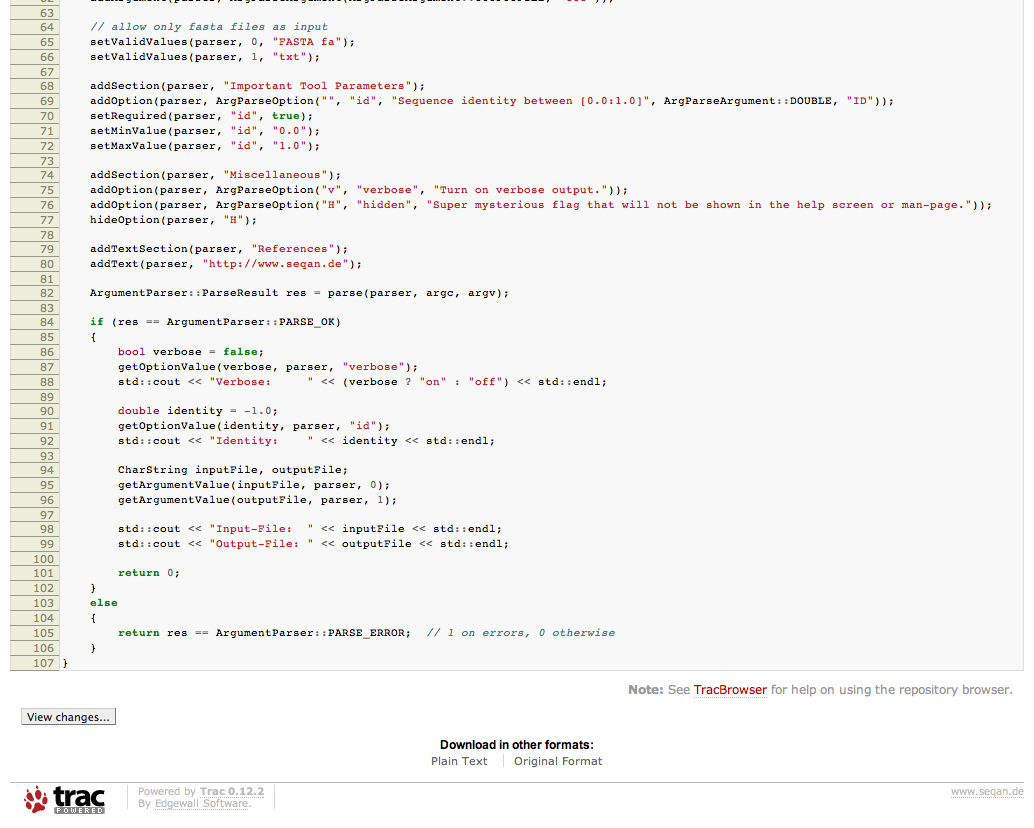 63
64 // allow only fasta files as input
65 setValidValues(parser, 0, "FASTA fa");
66 setValidValues(parser, 1, "txt");
67
68 addSection(parser, "Important Tool Parameters");
69 addOption(parser, ArgParseOption("", "id", "Sequence identity between [0.0:1.0]", ArgParseArgument::DOUBLE, "ID"));
70 setRequired(parser, "id", true);
71 setMinValue(parser, "id", "0.0");
72 setMaxValue(parser, "id", "1.0");
73
74 addSection(parser, "Miscellaneous");
75 addOption(parser, ArgParseOption("v", "verbose", "Turn on verbose output."));
76 addOption(parser, ArgParseOption("H", "hidden", "Super mysterious flag that will not be shown in the help screen or man-page."));
77 hideOption(parser, "H");
78
79 addTextSection(parser, "References");
80 addText(parser, "http://www.seqan.de");
81
82 ArgumentParser::ParseResult res = parse(parser, argc, argv);
83
84 if (res == ArgumentParser::PARSE_OK)
85 {
86 bool verbose = false;
87 getOptionValue(verbose, parser, "verbose");
88 std::cout << "Verbose:     " << (verbose ? "on" : "off") << std::endl;
89
90 double identity = -1.0;
91 getOptionValue(identity, parser, "id");
92 std::cout << "Identity:    " << identity << std::endl;
93
94 CharString inputFile, outputFile;
95 getArgumentValue(inputFile, parser, 0);
96 getArgumentValue(outputFile, parser, 1);
97
98 std::cout << "Input-File:  " << inputFile << std::endl;
99 std::cout << "Output-File: " << outputFile << std::endl;
100
101 return 0;
102 }
103 else
104 {
105 return res == ArgumentParser::PARSE_ERROR; // 1 on errors, 0 otherwise
106 }
107 }
Note: See TracBrowser for help on using the repository browser.
View changes...
Download in other formats:
Plain Text Original Format
trac POWERED
Powered by Trac 0.12.2
By Edgewall Software.
www.seqan.de